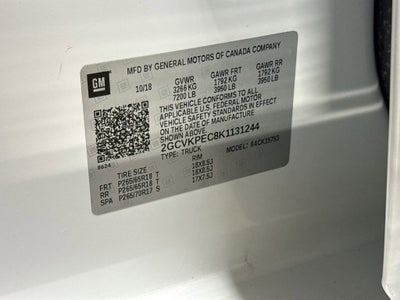 GM
MFD BY GENERAL MOTORS OF CANADA COMPANY
10/18 GVWR GAWR FRT GAWR RR
3266 KG 1792 KG 1792 KG
7200 LB 3950 LB 3950 LB
THIS VEHICLE CONFORMS TO ALL
APPLICABLE U.S. FEDERAL MOTOR
VEHICLE SAFETY STANDARDS IN
EFFECT ON THE DATE OF
MANUFACTURE SHOWN ABOVE.
2GCVKPEC8K1131244
TYPE: TRUCK MODEL:
TIRE SIZE RIM
FRT P265/65R18 T 18X8.5J
RR P265/65R18 T 18X8.5J
SPA P265/70R17 S 17X7.5J